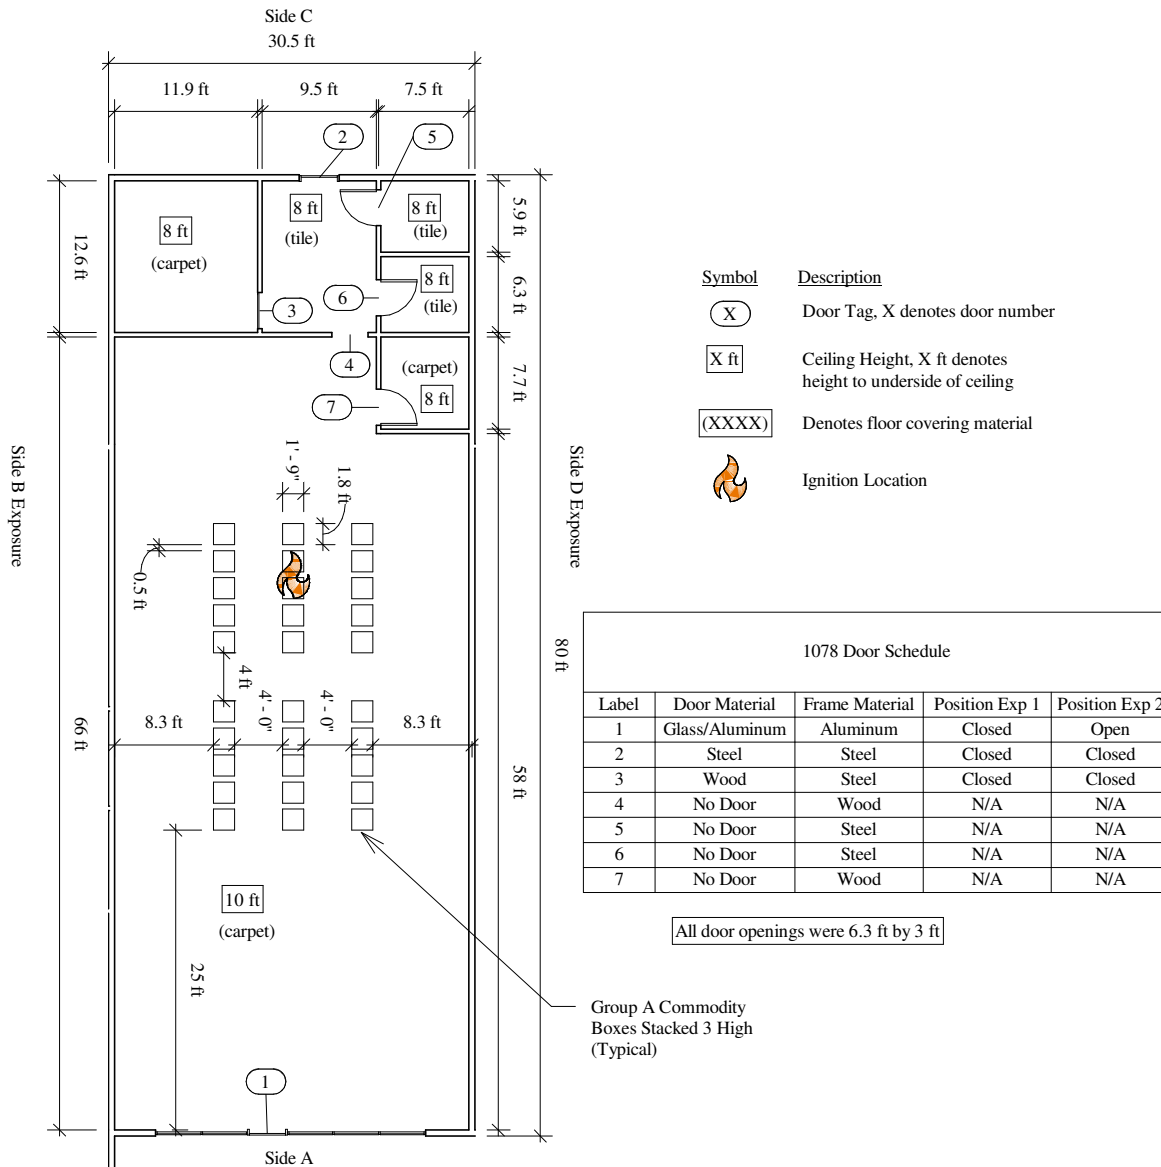 Side C
30.5 ft
11.9 ft
9.5 ft
7.5 ft
2
5
8 ft
(tile)
8 ft
(tile)
8 ft
(carpet)
5.9 ft
12.6 ft
8 ft
(tile)
6
3
6.3 ft
4
(carpet)
8 ft
7
7.7 ft
Symbol
Description
X
Door Tag, X denotes door number
X ft
Ceiling Height, X ft denotes
height to underside of ceiling
(XXXX)
Denotes floor covering material
Ignition Location
Side B Exposure
Side D Exposure
1' - 9"
1.8 ft
0.5 ft
4 ft
4' - 0"
4' - 0"
8.3 ft
8.3 ft
66 ft
58 ft
80 ft
1078 Door Schedule
Label Door Material Frame Material Position Exp 1 Position Exp 2
1 Glass/Aluminum Aluminum Closed Open
2 Steel Steel Closed Closed
3 Wood Steel Closed Closed
4 No Door Wood N/A N/A
5 No Door Steel N/A N/A
6 No Door Steel N/A N/A
7 No Door Wood N/A N/A
All door openings were 6.3 ft by 3 ft
10 ft
(carpet)
25 ft
Group A Commodity
Boxes Stacked 3 High
(Typical)
1
Side A